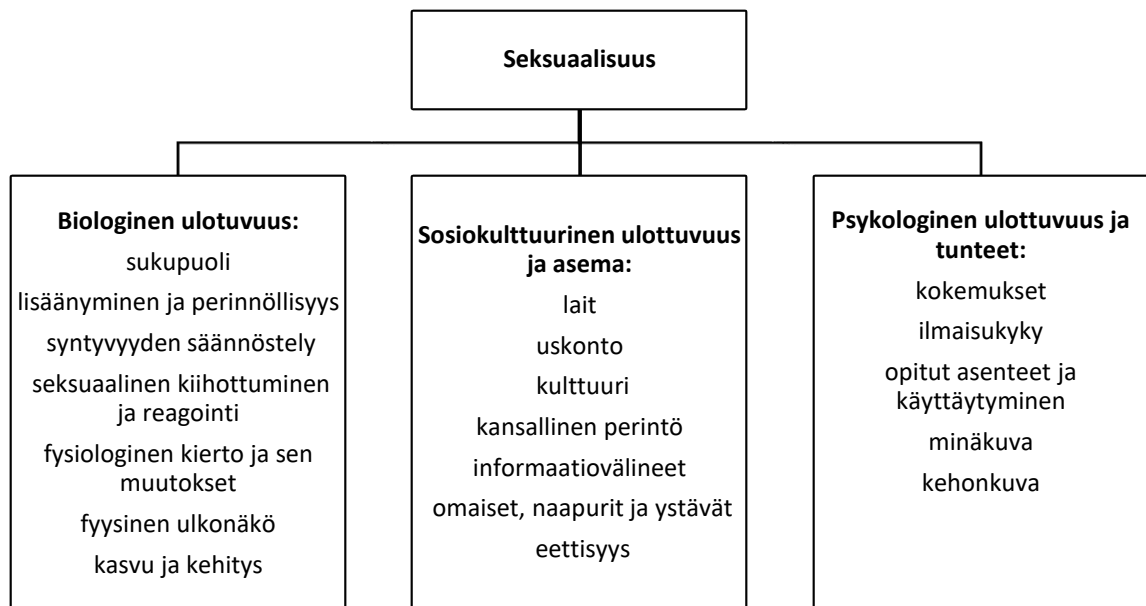 Seksuaalisuus
Biologinen ulotuvuus:
sukupuoli
lisäänyminen ja perinnöllisyys
syntyvyyden säännöstely
seksuaalinen kiihottuminen
ja reagointi
fysiologinen kierto ja sen
muutokset
fyysinen ulkonäkö
kasvu ja kehitys
Sosiokulttuurinen ulottuvuus
ja asema:
lait
uskonto
kulttuuri
kansallinen perintö
informaatiovälineet
omaiset, naapurit ja ystävät
eettisyys
Psykologinen ulottuvuus ja
tunteet:
kokemukset
ilmaisukyky
opitut asenteet ja
käyttäytyminen
minäkuva
kehonkuva